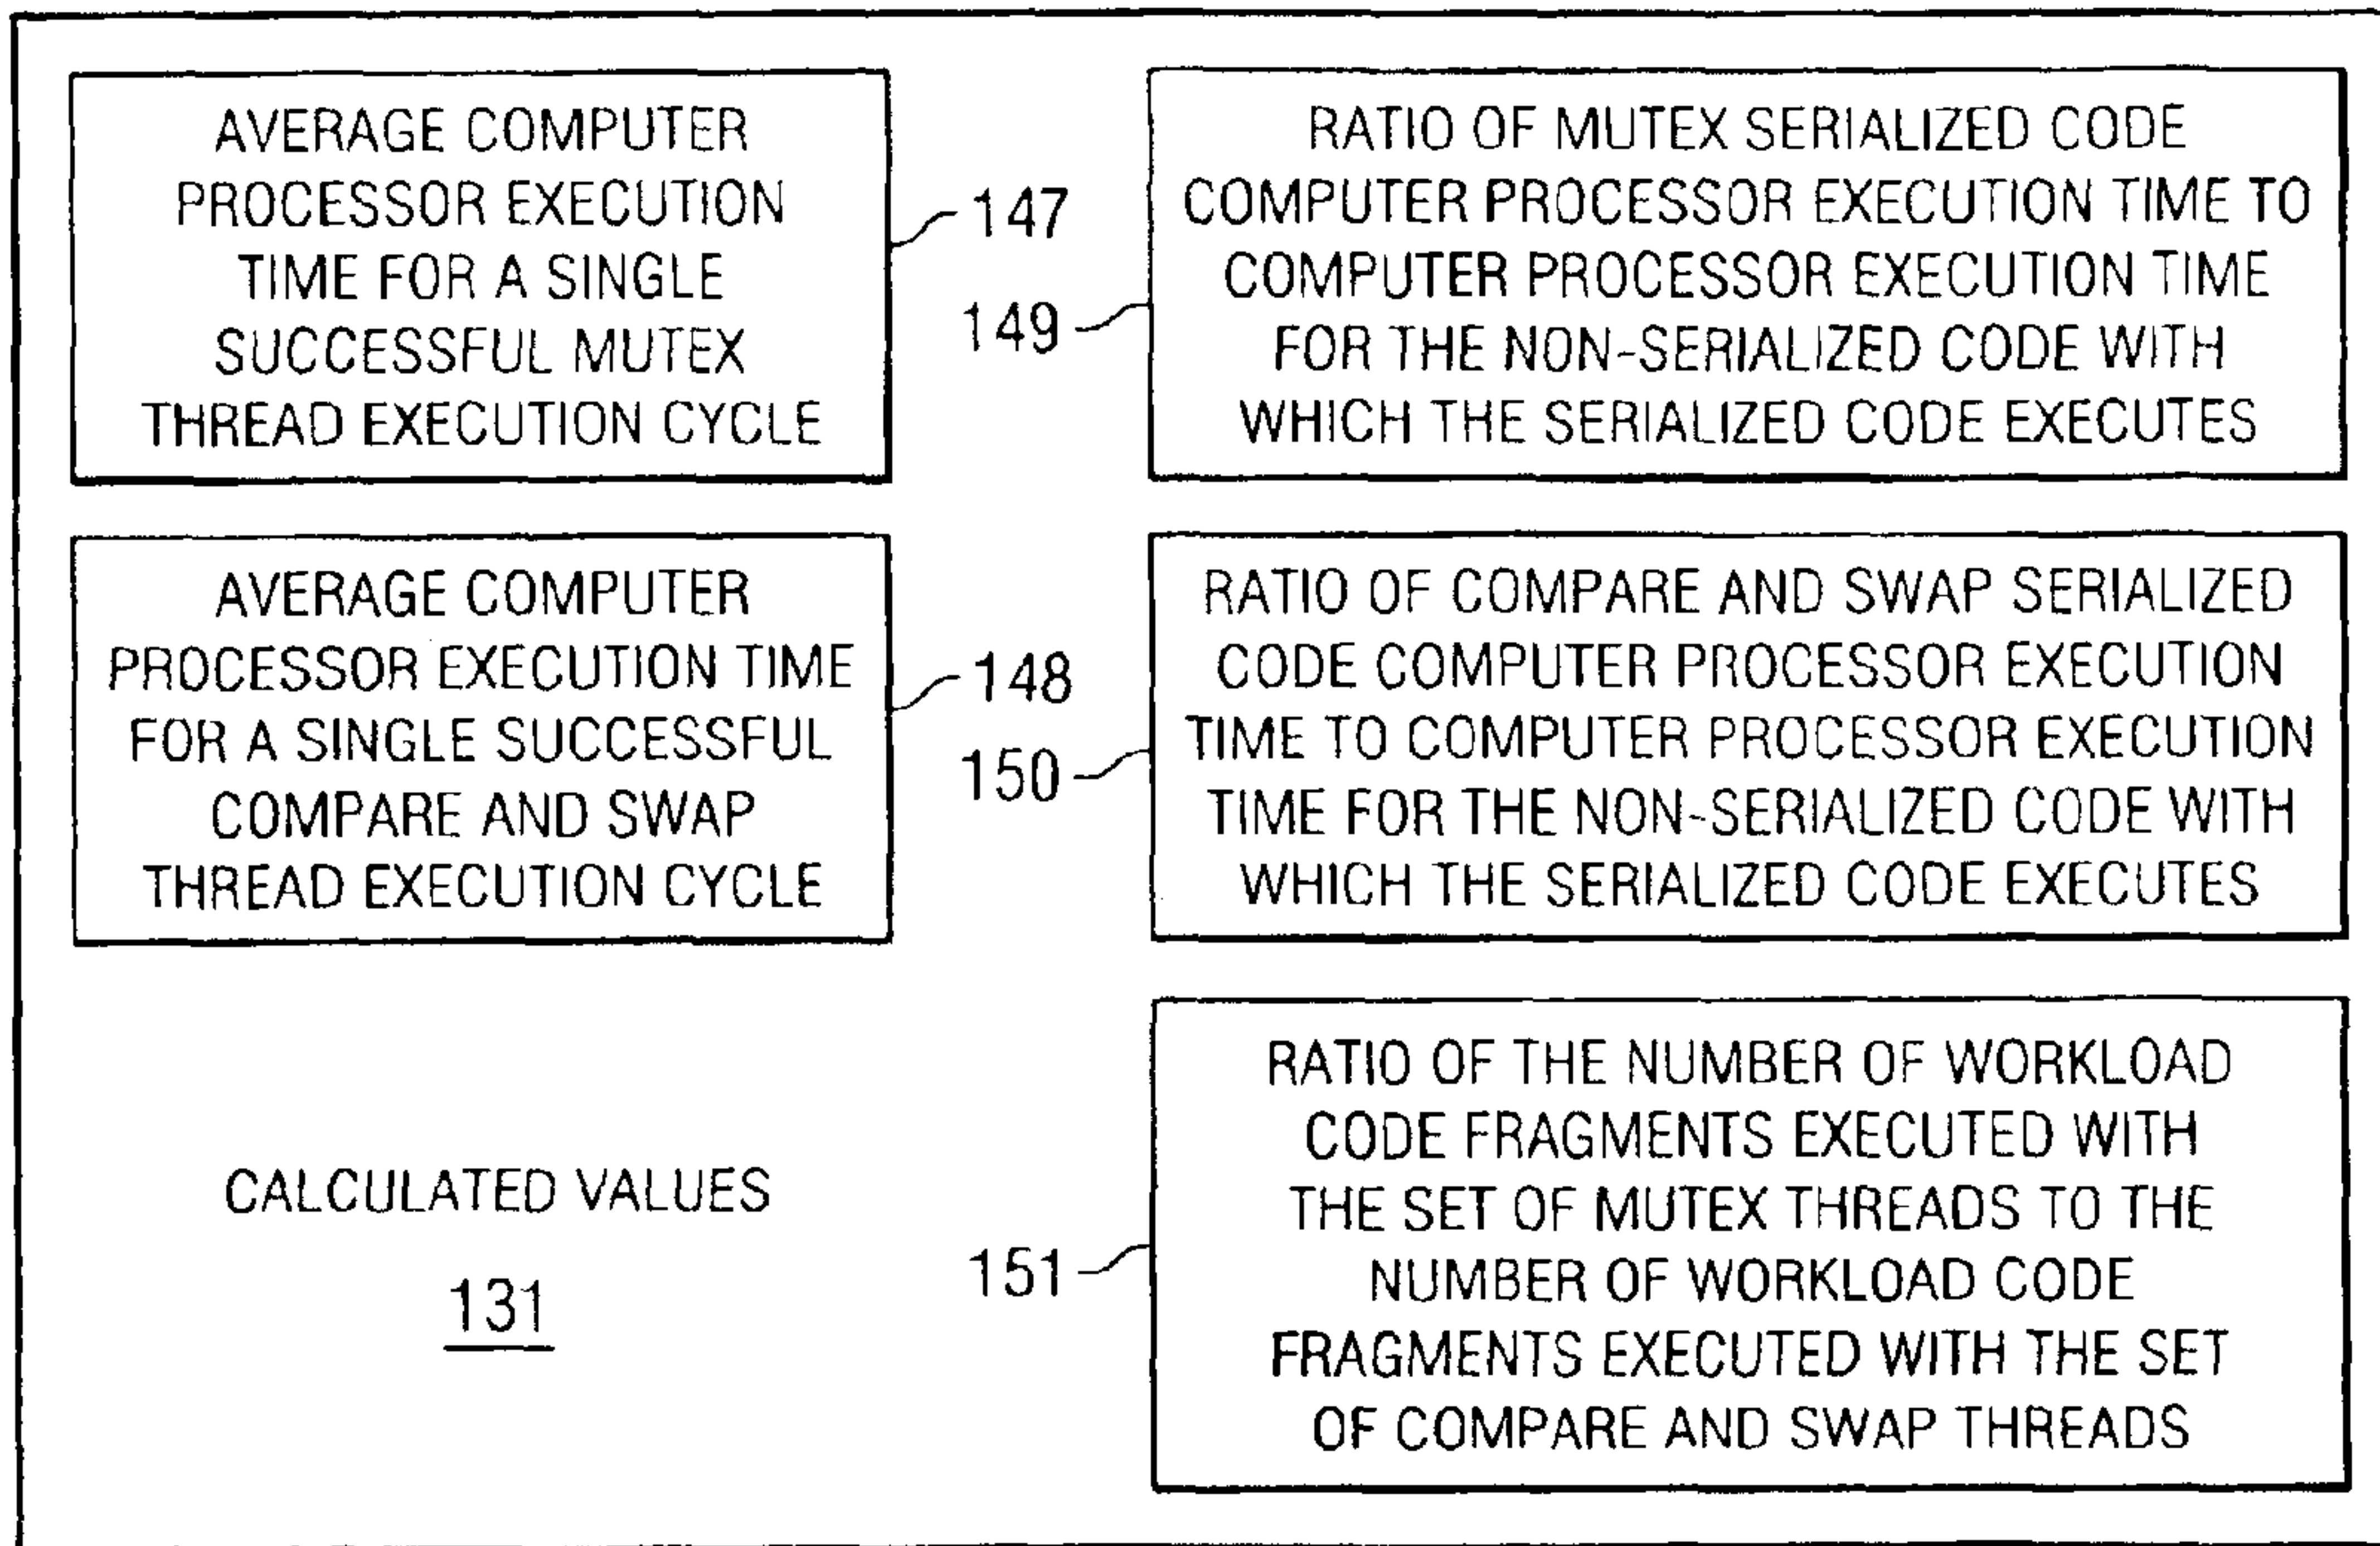 AVERAGE COMPUTER
PROCESSOR EXECUTION
TIME FOR A SINGLE
SUCCESSFUL MUTEX
THREAD EXECUTION CYCLE
147
149
RATIO OF MUTEX SERIALIZED CODE
COMPUTER PROCESSOR EXECUTION TIME TO
COMPUTER PROCESSOR EXECUTION TIME
FOR THE NON-SERIALIZED CODE WITH
WHICH THE SERIALIZED CODE EXECUTES
AVERAGE COMPUTER
PROCESSOR EXECUTION TIME
FOR A SINGLE SUCCESSFUL
COMPARE AND SWAP
THREAD EXECUTION CYCLE
148
150
RATIO OF COMPARE AND SWAP SERIALIZED
CODE COMPUTER PROCESSOR EXECUTION
TIME TO COMPUTER PROCESSOR EXECUTION
TIME FOR THE NON-SERIALIZED CODE WITH
WHICH THE SERIALIZED CODE EXECUTES
CALCULATED VALUES
131
151
RATIO OF THE NUMBER OF WORKLOAD
CODE FRAGMENTS EXECUTED WITH
THE SET OF MUTEX THREADS TO THE
NUMBER OF WORKLOAD CODE
FRAGMENTS EXECUTED WITH THE SET
OF COMPARE AND SWAP THREADS